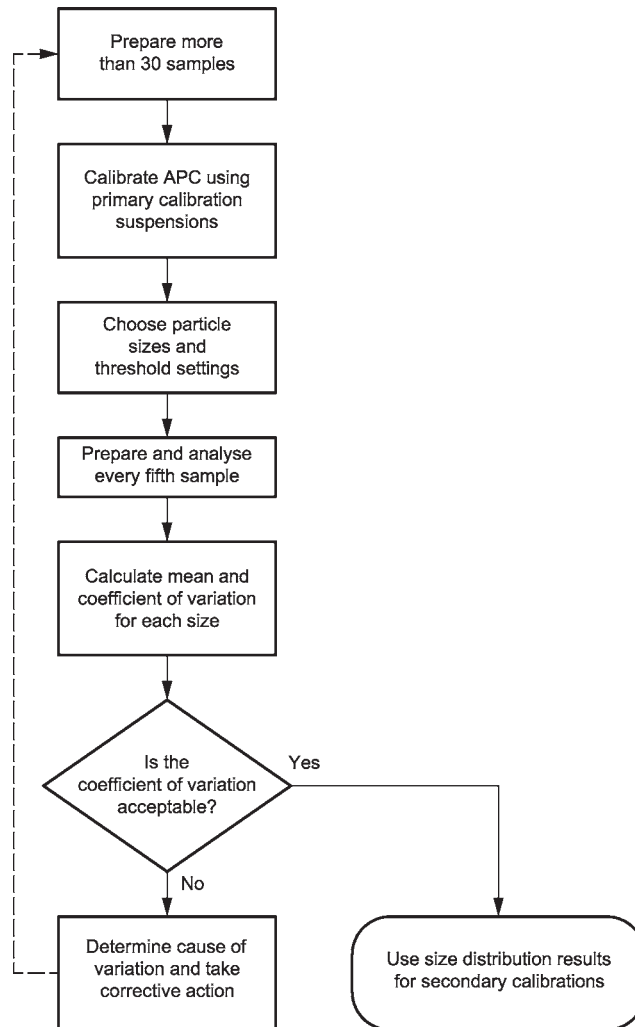 Prepare more
than 30 samples
Calibrate APC using
primary calibration
suspensions
Choose particle
sizes and
threshold settings
Prepare and analyse
every fifth sample
Calculate mean and
coefficient of variation
for each size
Is the
coefficient of variation
acceptable?
Yes
No
Determine cause of
variation and take
corrective action
Use size distribution results
for secondary calibrations